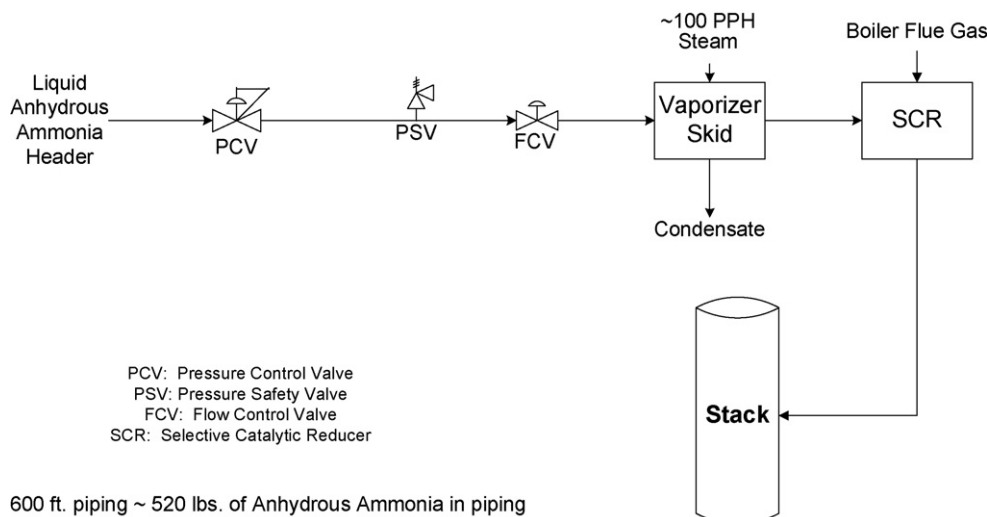 ~100 PPH
Steam
Boiler Flue Gas
Liquid
Anhydrous
Ammonia
Header
PCV
PSV
FCV
Vaporizer
Skid
SCR
Condensate
PCV: Pressure Control Valve
PSV: Pressure Safety Valve
FCV: Flow Control Valve
SCR: Selective Catalytic Reducer
Stack
600 ft. piping ~ 520 lbs. of Anhydrous Ammonia in piping